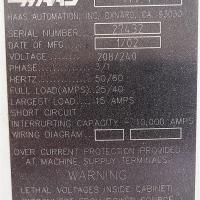 HAAS
HAAS AUTOMATION, INC. OXNARD, CA. 93030
SERIAL NUMBER
DATE OF MFG. 1/02
VOLTAGE 208/240
PHASE 3/1
HERTZ 50/60
FULL LOAD(AMPS) 25/40
LARGEST LOAD 15 AMPS
SHORT CIRCUIT
INTERRUPTING CAPACITY - 10,000 AMPS
WIRING DIAGRAM
OVER CURRENT PROTECTION PROVIDED
AT MACHINE SUPPLY TERMINALS.
WARNING
LETHAL VOLTAGES INSIDE CABINET